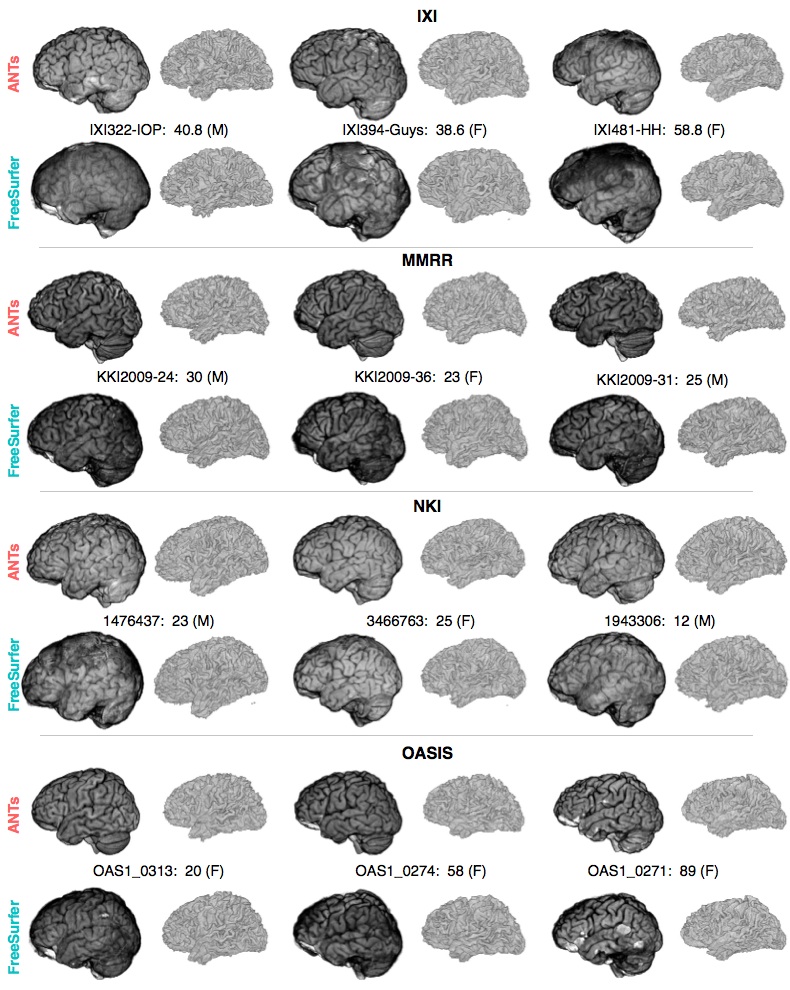 IXI
ANTs
IXI322-IOP: 40.8 (M)
IXI394-Guys: 38.6 (F)
IXI481-HH: 58.8 (F)
FreeSurfer
MMRR
ANTs
KKI2009-24: 30 (M)
KKI2009-36: 23 (F)
KKI2009-31: 25 (M)
FreeSurfer
NKI
ANTs
1476437: 23 (M)
3466763: 25 (F)
1943306: 12 (M)
FreeSurfer
OASIS
ANTs
OAS1_0313: 20 (F)
OAS1_0274: 58 (F)
OAS1_0271: 89 (F)
FreeSurfer